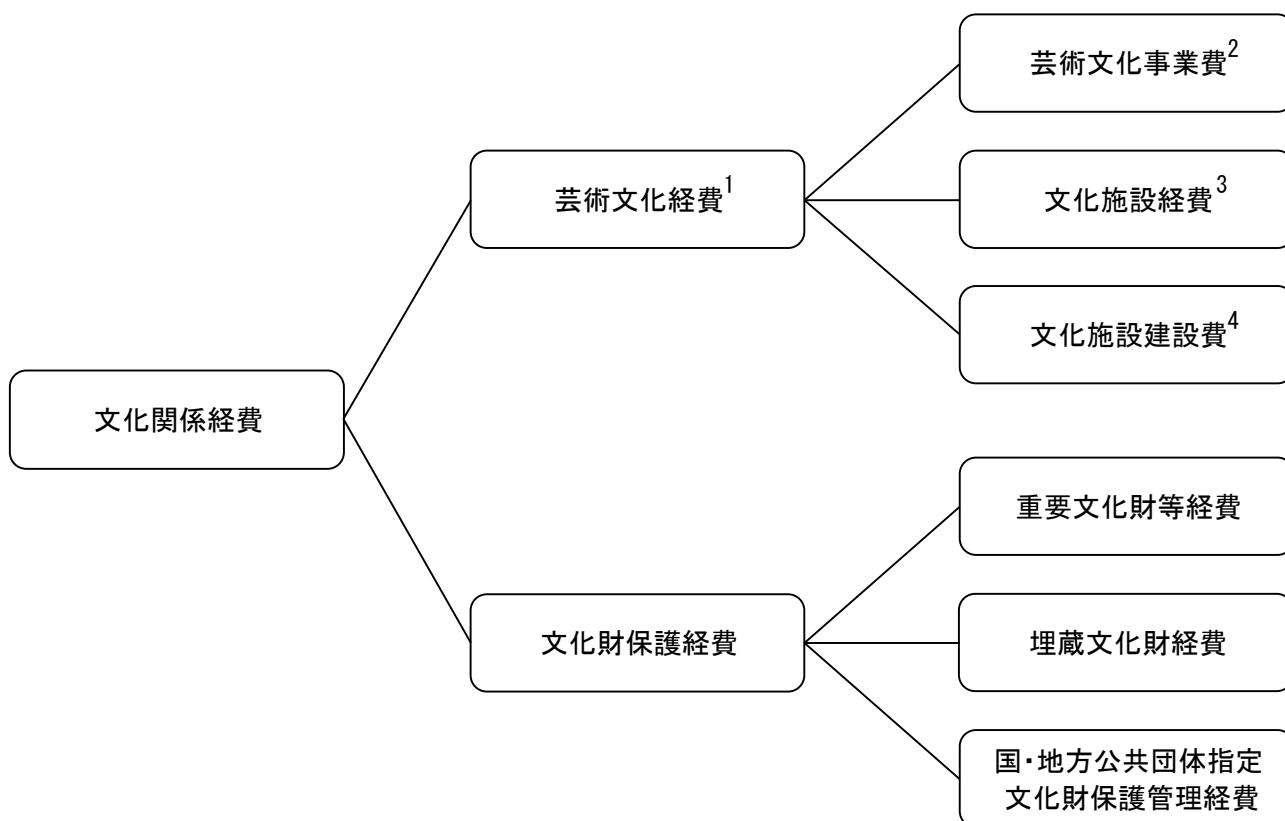 芸術文化事業費2
芸術文化経費1
文化施設経費3
文化施設建設費4
文化関係経費
重要文化財等経費
文化財保護経費
埋蔵文化財経費
国・地方公共団体指定
文化財保護管理経費